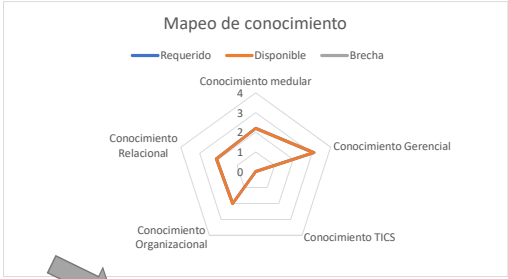 Mapeo de conocimiento
Requerido Disponible Brecha
Conocimiento medular
4
3
2
1
0
Conocimiento Gerencial
Conocimiento TICS
Conocimiento
Organizacional
Conocimiento
Relacional